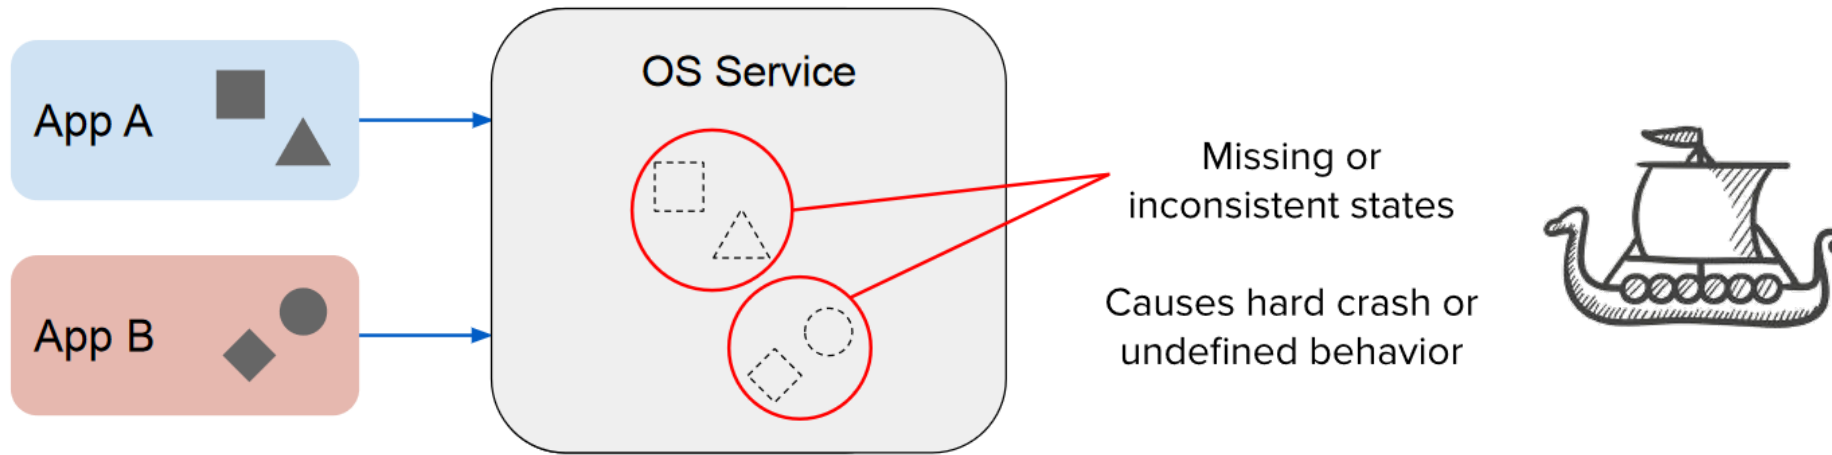 App A
App B
OS Service
Missing or
inconsistent states
Causes hard crash or
undefined behavior